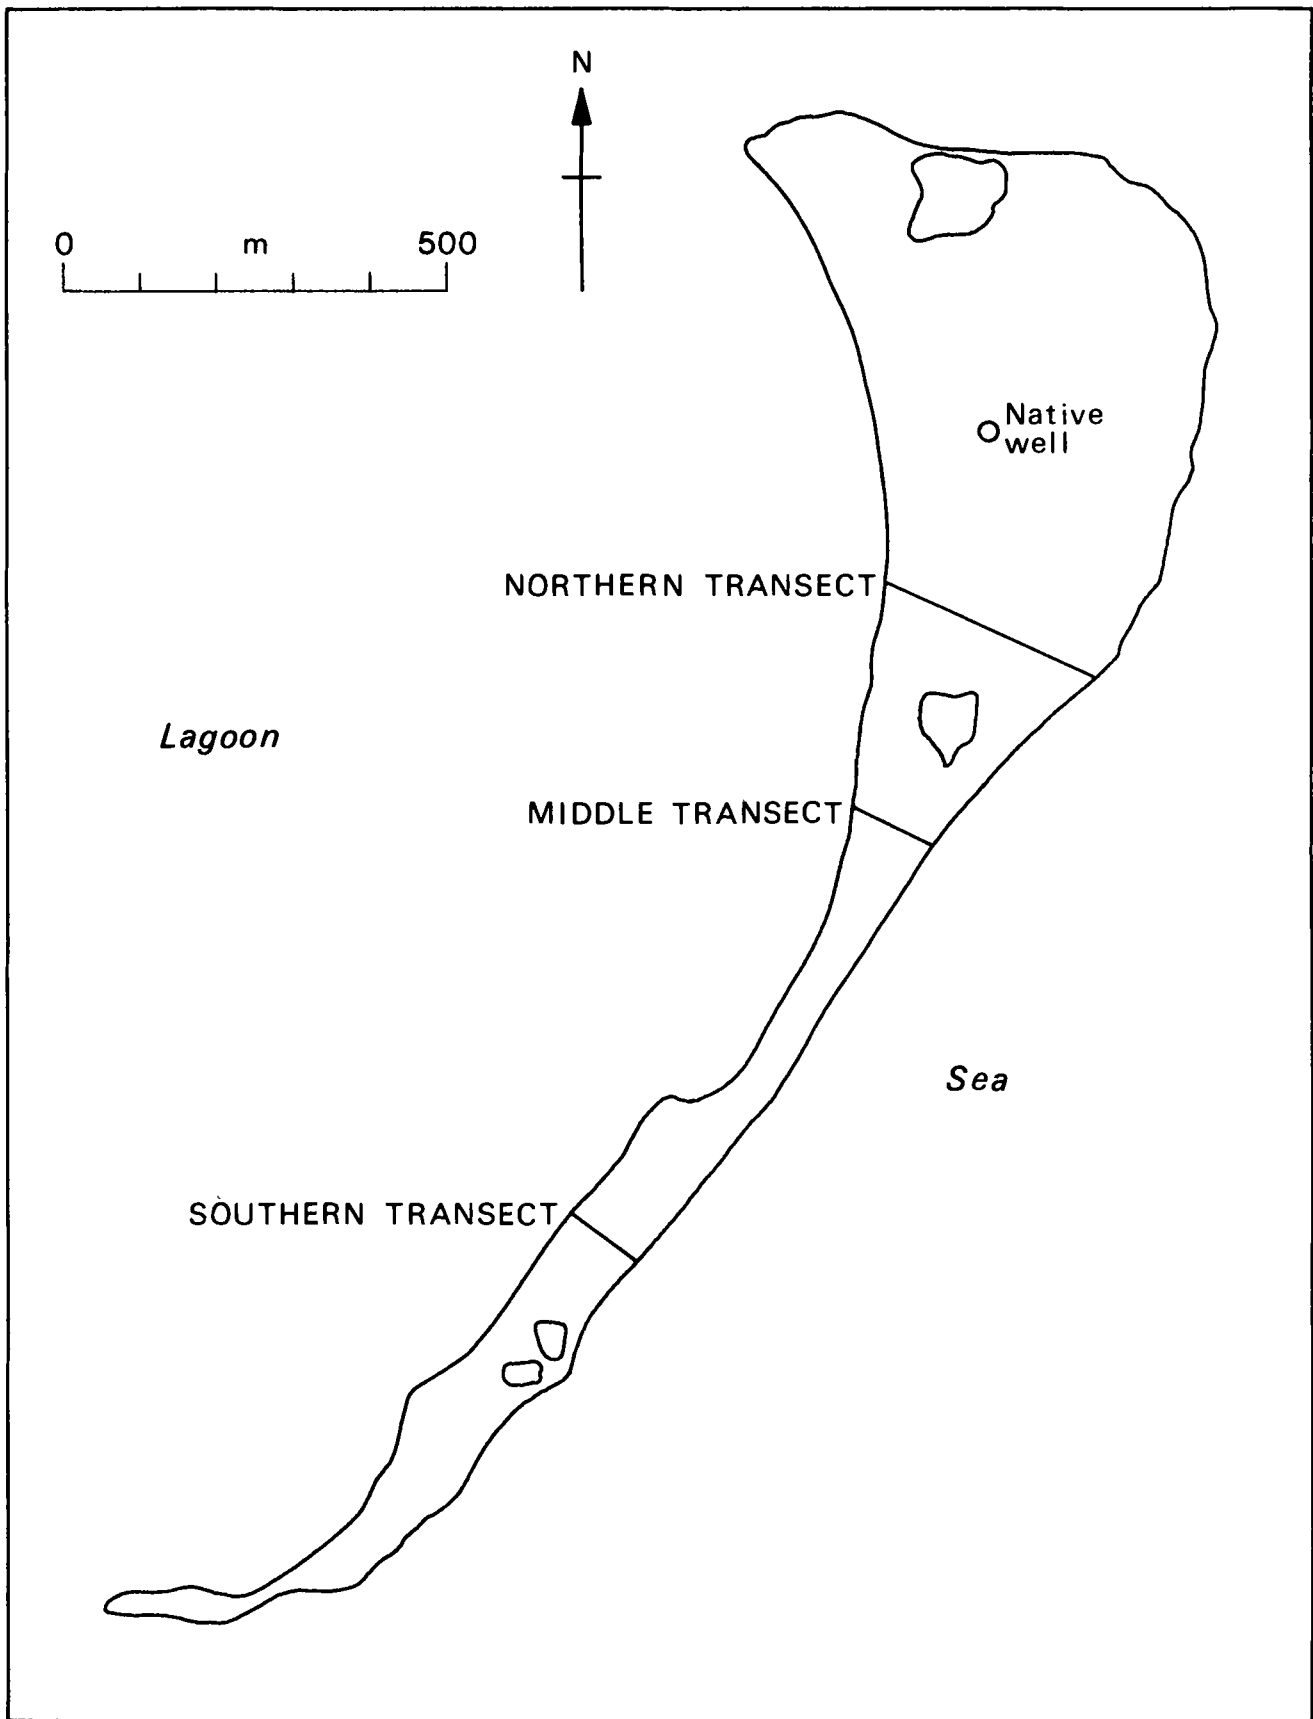 N
0 m 500
Native
well
NORTHERN TRANSECT
Lagoon
MIDDLE TRANSECT
Sea
SOUTHERN TRANSECT